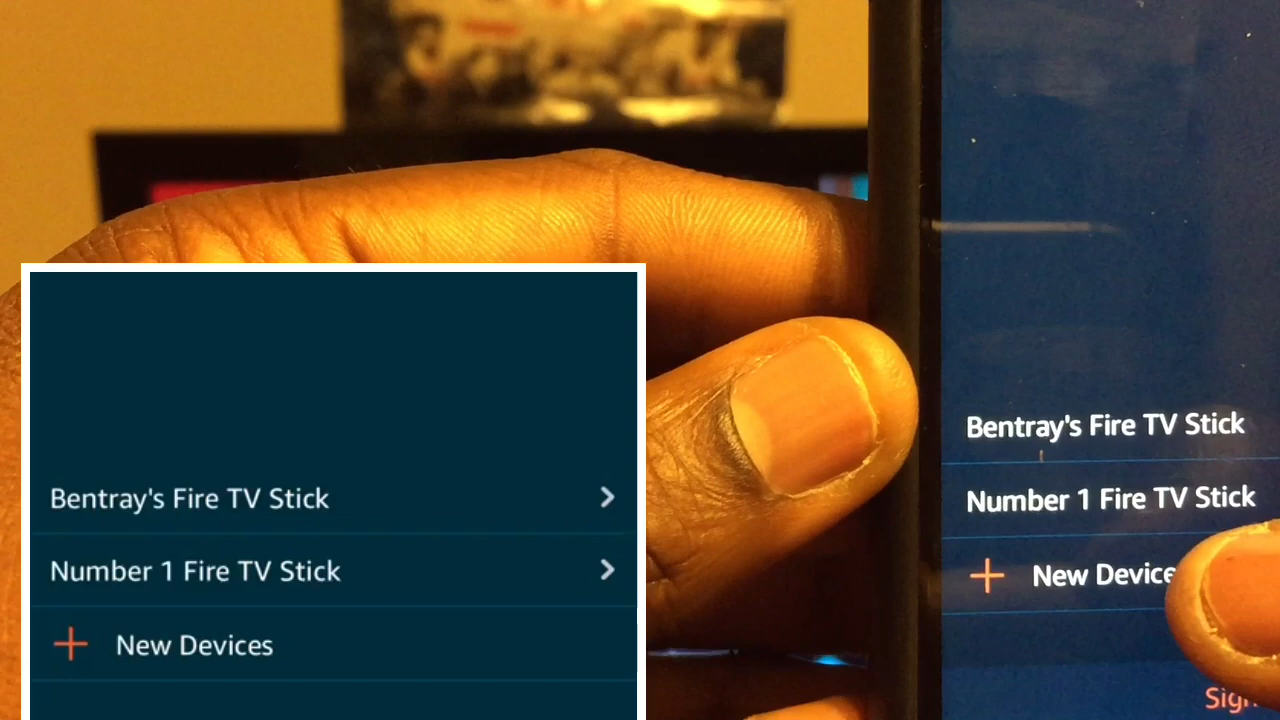 Bentray's Fire TV Stick
Number 1 Fire TV Stick
New Devices
Bentray's Fire TV Stick
Number 1 Fire TV Stick
New Device